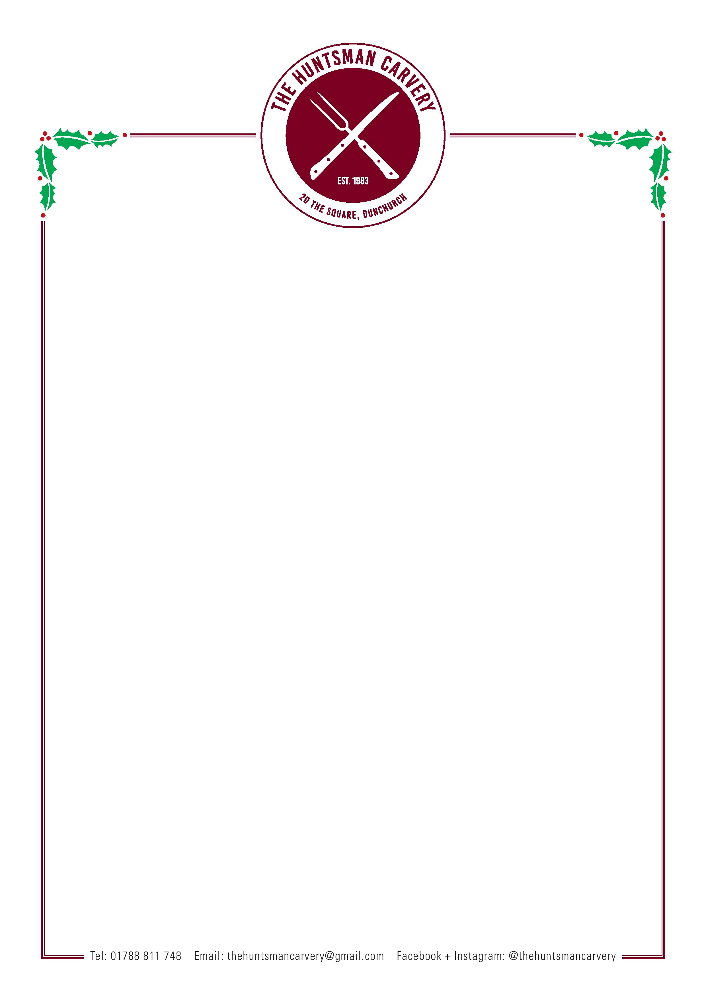 THE HUNTSMAN CARVERY
EST. 1983
20 THE SQUARE, DUNCHURCH
Tel: 01788 811 748 Email: thehuntsmancarvery@gmail.com Facebook + Instagram: @thehuntsmancarvery